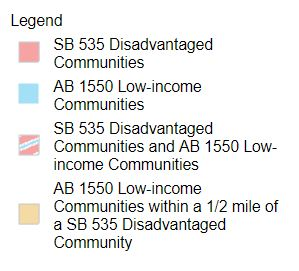 Legend
SB 535 Disadvantaged
Communities
AB 1550 Low-income
Communities
SB 535 Disadvantaged
Communities and AB 1550 Low-
income Communities
AB 1550 Low-income
Communities within a 1/2 mile of
a SB 535 Disadvantaged
Community